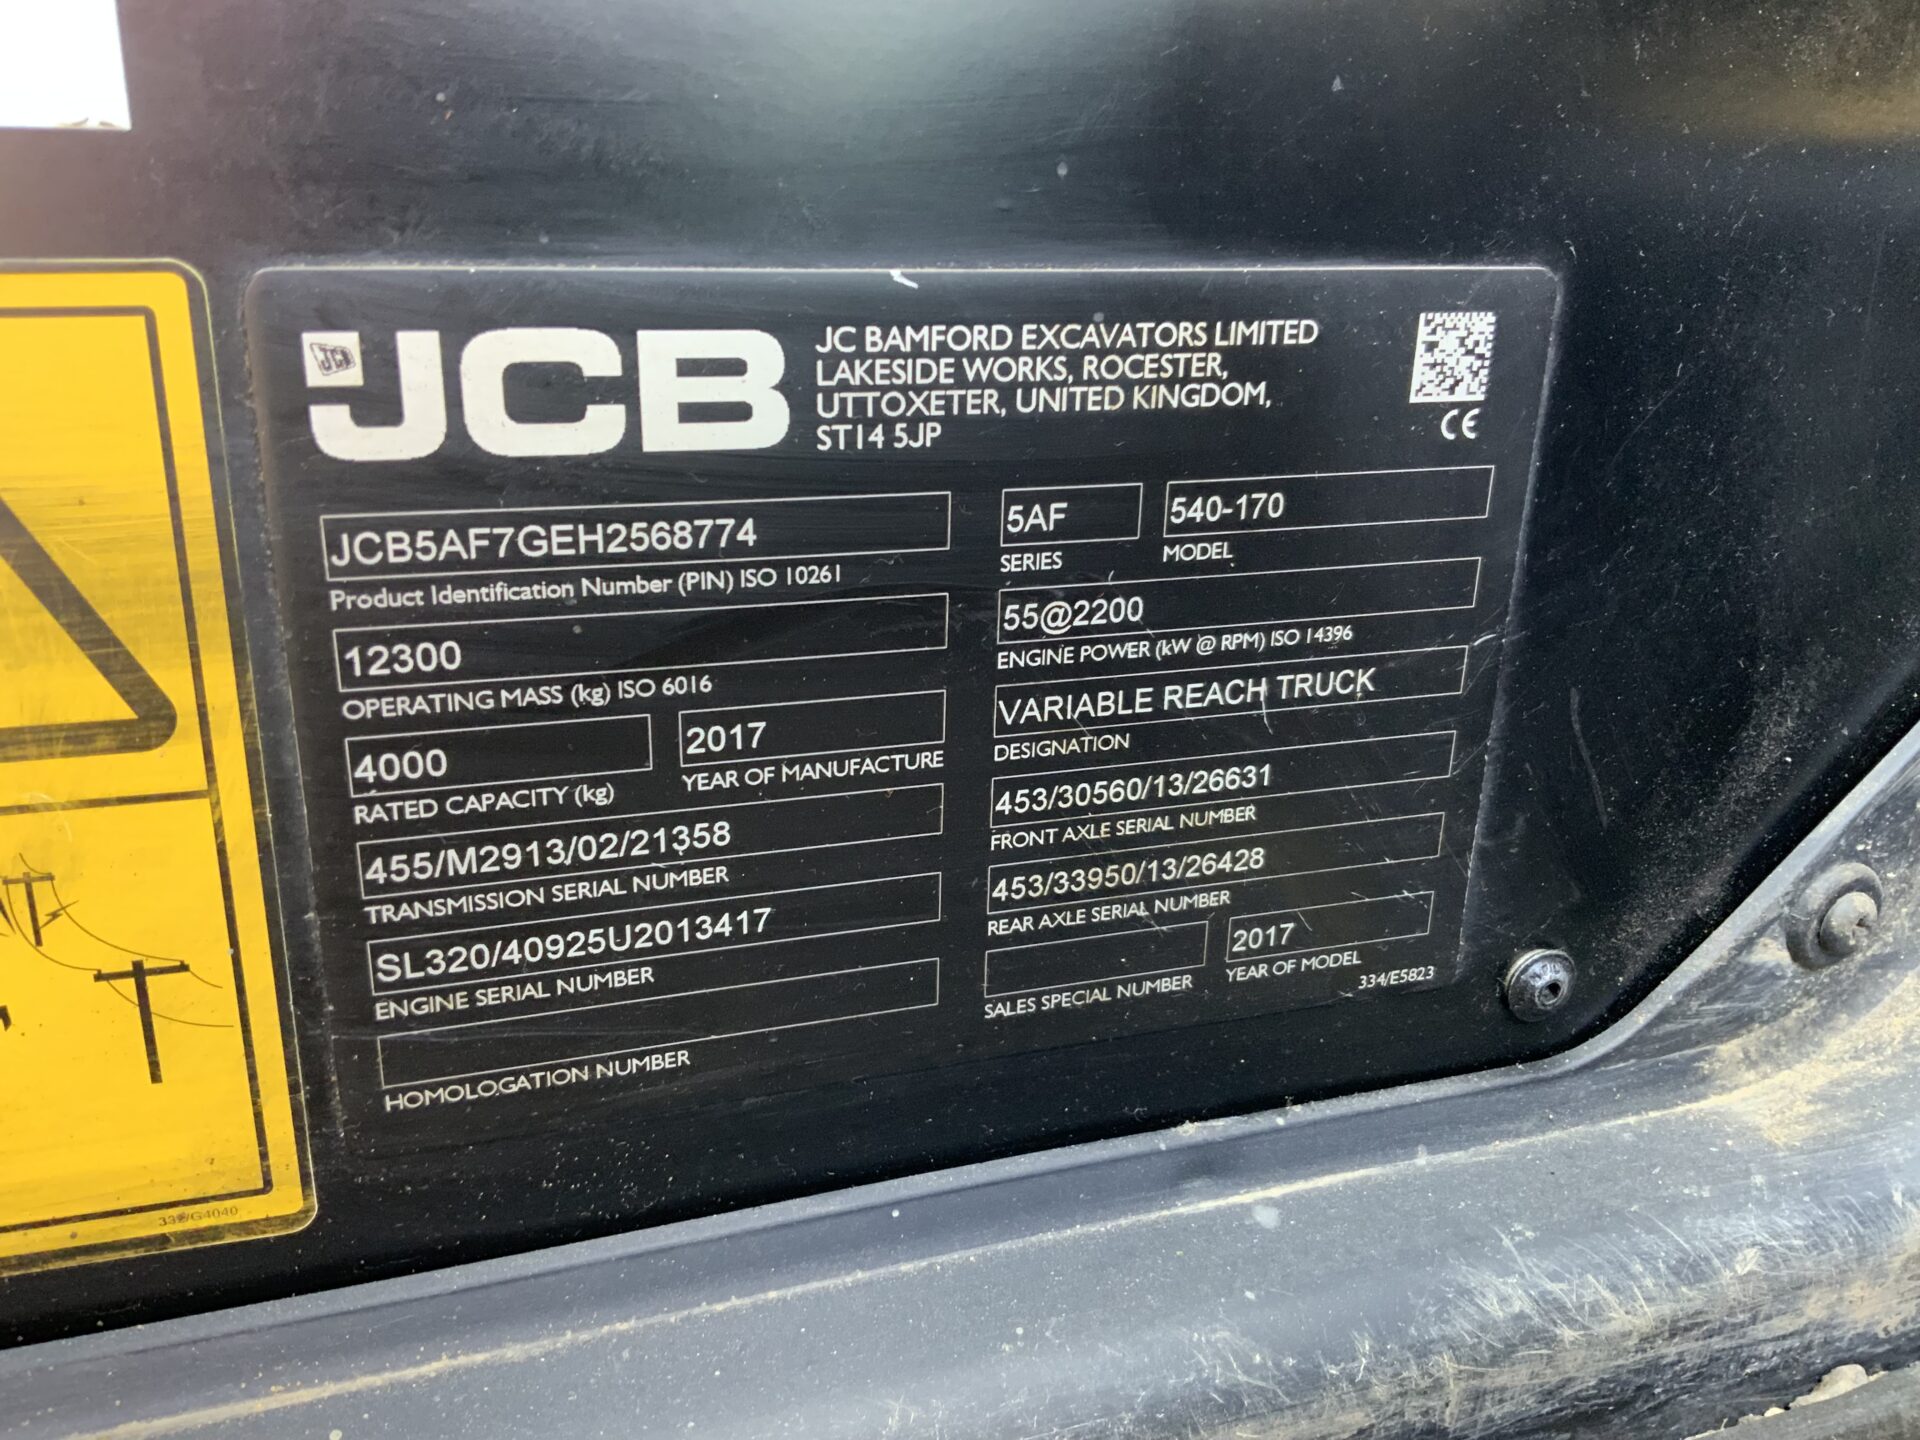 JCB
JCB
JC BAMFORD EXCAVATORS LIMITED
LAKESIDE WORKS, ROCESTER,
UTTOXETER, UNITED KINGDOM,
ST14 5JP
CE
JCB5AF7GEH2568774
Product Identification Number (PIN) ISO 10261
12300
OPERATING MASS (kg) ISO 6016
4000
RATED CAPACITY (kg)
2017
YEAR OF MANUFACTURE
455/M2913/02/21358
TRANSMISSION SERIAL NUMBER
SL320/40925U2013417
ENGINE SERIAL NUMBER
HOMOLOGATION NUMBER
5AF
SERIES
540-170
MODEL
55@2200
ENGINE POWER (kW @ RPM) ISO 14396
VARIABLE REACH TRUCK
DESIGNATION
453/30560/13/26631
FRONT AXLE SERIAL NUMBER
453/33950/13/26428
REAR AXLE SERIAL NUMBER
SALES SPECIAL NUMBER
2017
YEAR OF MODEL
334/E5823
332/G4040